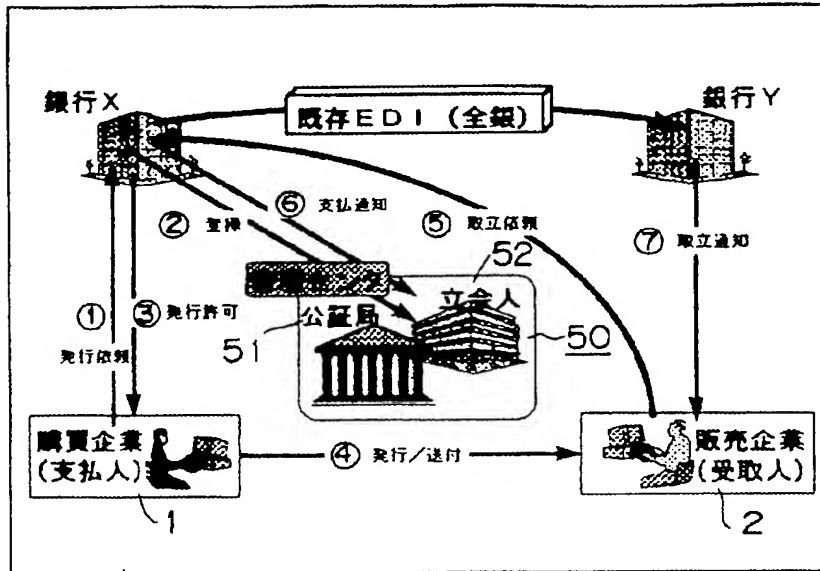 銀行X
既存EDI (全銀)
銀行Y
② 登録
⑥ 支払通知
⑤ 取立依頼
⑦ 取立通知
52
立会人
① 発行依頼
③ 発行許可
公証局
51
50
購買企業
(支払人)
④ 発行/送付
販売企業
(受取人)
1
2